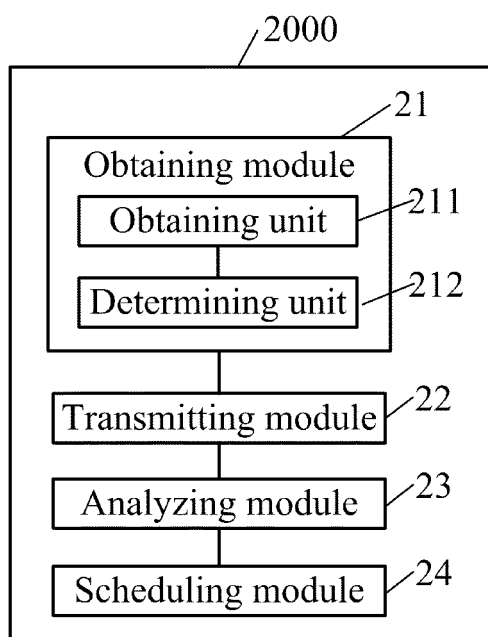 2000
21
Obtaining module
Obtaining unit
211
Determining unit
212
Transmitting module
22
Analyzing module
23
Scheduling module
24